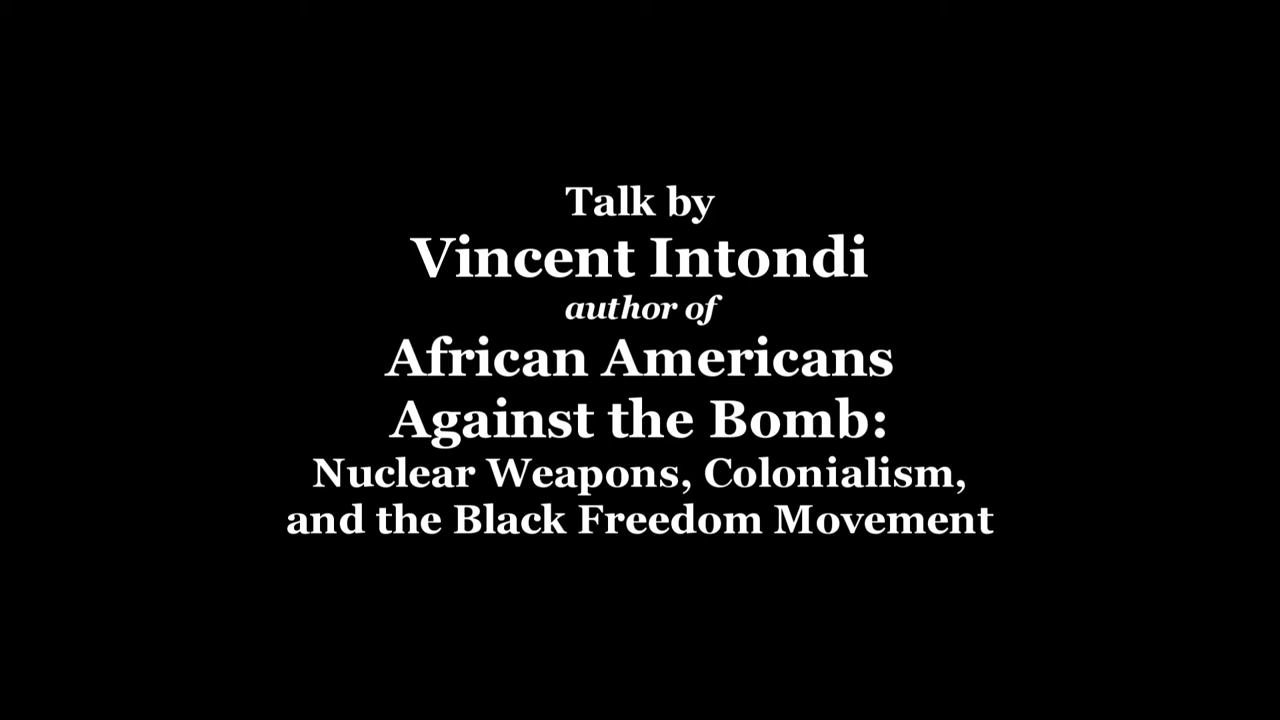 Talk by
Vincent Intondi
author of
African Americans
Against the Bomb:
Nuclear Weapons, Colonialism,
and the Black Freedom Movement